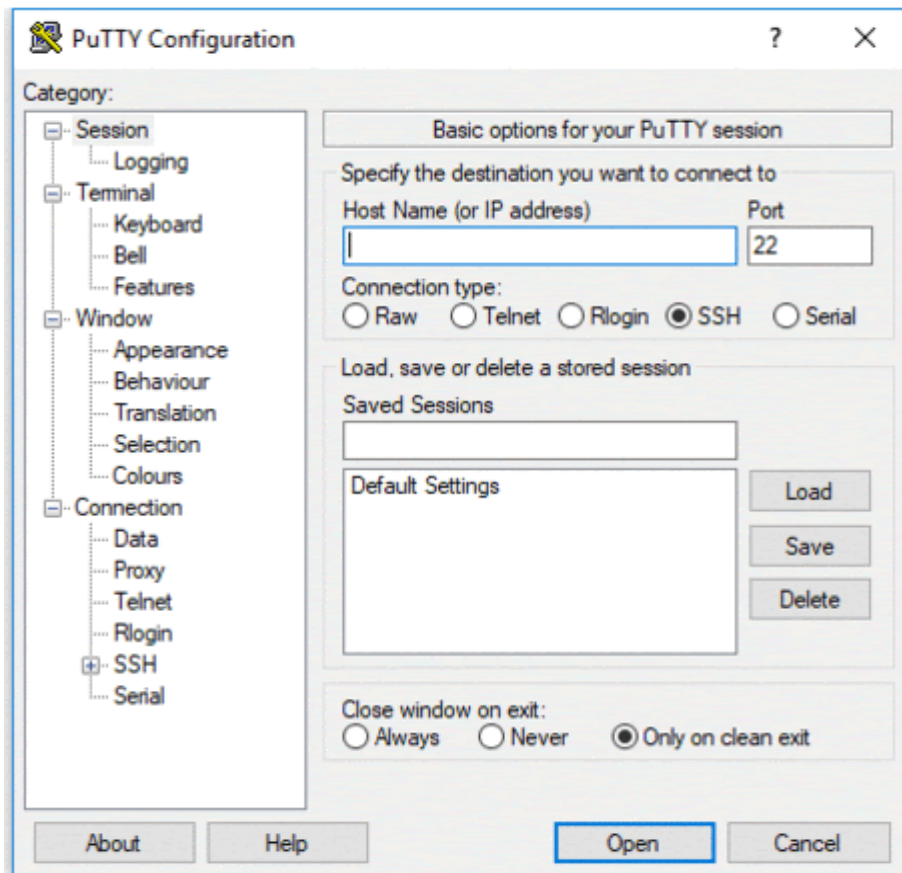 PuTTY Configuration
?
Category:
Session
Logging
Terminal
Keyboard
Bell
Features
Window
Appearance
Behaviour
Translation
Selection
Colours
Connection
Data
Proxy
Telnet
Rlogin
SSH
Serial
Basic options for your PuTTY session
Specify the destination you want to connect to
Host Name (or IP address) Port
22
Connection type:
Raw Telnet Rlogin SSH Serial
Load, save or delete a stored session
Saved Sessions
Default Settings
Load
Save
Delete
Close window on exit:
Always Never Only on clean exit
About Help Open Cancel